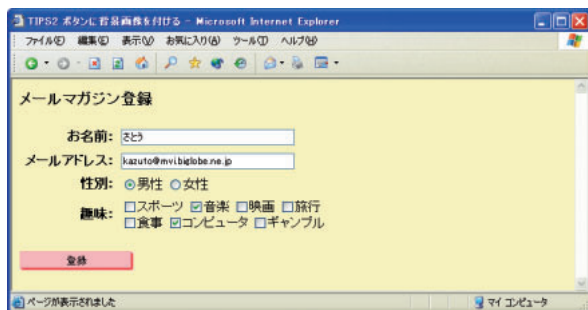 TIPS2 ボタンに背景画像を付ける - Microsoft Internet Explorer
ファイル(F) 編集(E) 表示(V) お気に入り(A) ツール(T) ヘルプ(H)
メールマガジン登録
お名前: さとう
メールアドレス: kazuto@mvi.biglobe.ne.jp
性別: 男性 女性
趣味: スポーツ 音楽 映画 旅行
食事 コンピュータ ギャンブル
登録
ページが表示されました マイ コンピュータ